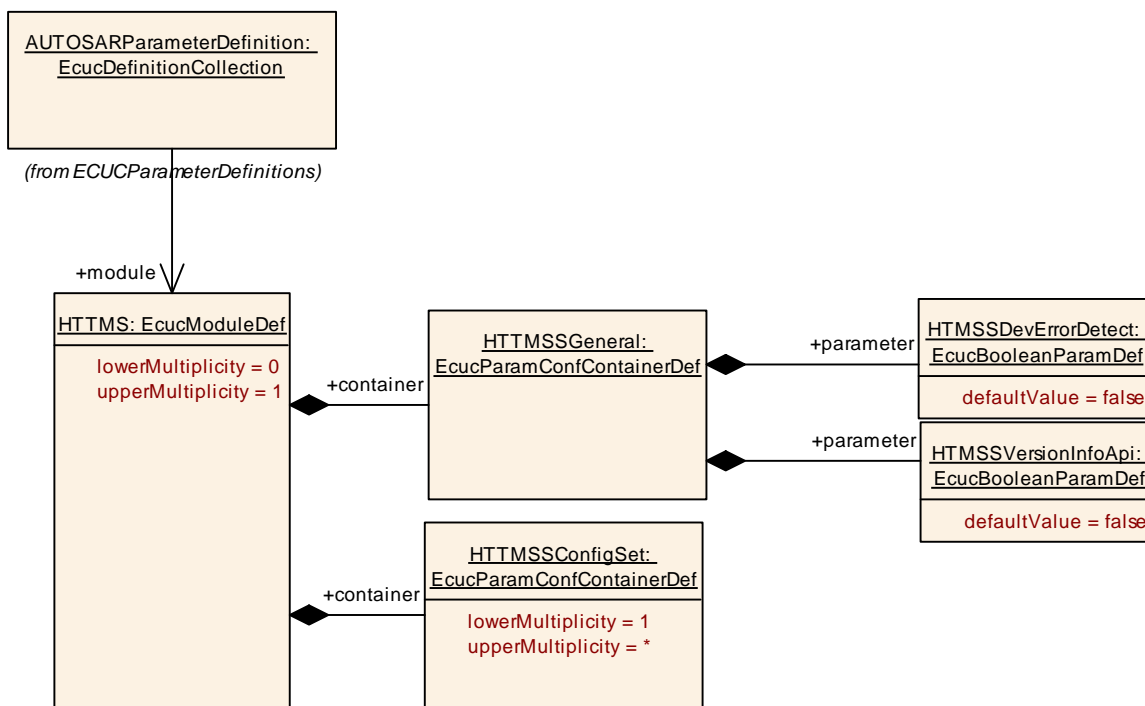 AUTOSARParameterDefinition:
EcucDefinitionCollection
(from ECUCParameterDefinitions)
+module
HTTMS: EcucModuleDef
lowerMultiplicity = 0
upperMultiplicity = 1
+container
HTTMSSGeneral:
EcucParamConfContainerDef
+parameter
HTMSSDevErrorDetect:
EcucBooleanParamDef
defaultValue = false
+parameter
HTMSSVersionInfoApi:
EcucBooleanParamDef
defaultValue = false
+container
HTTMSSConfigSet:
EcucParamConfContainerDef
lowerMultiplicity = 1
upperMultiplicity = *